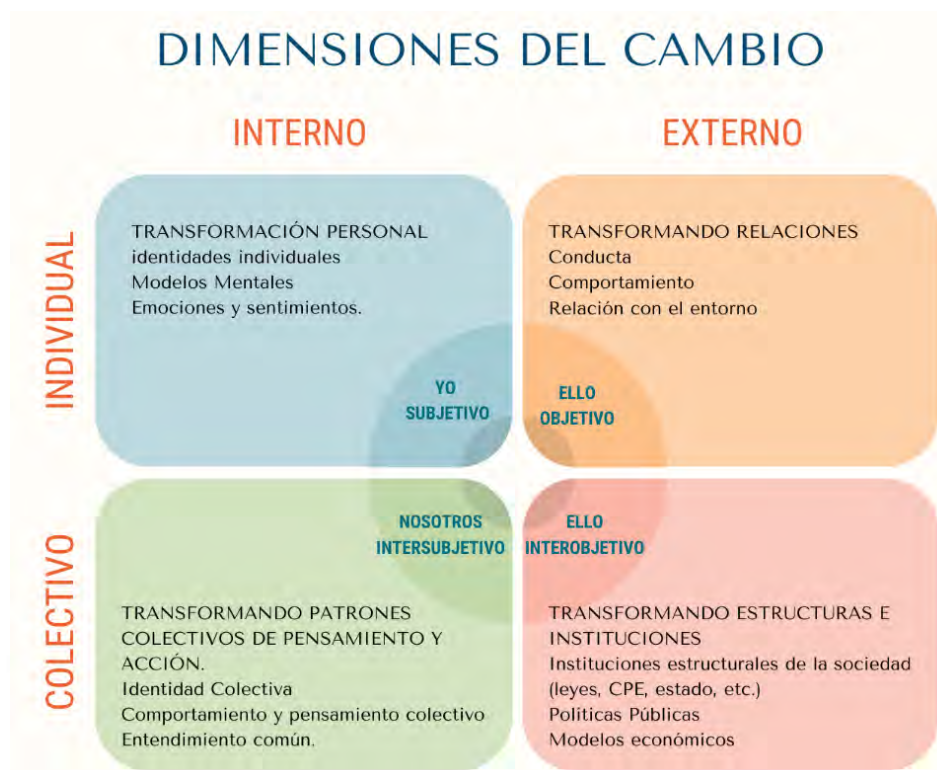 DIMENSIONES DEL CAMBIO
INTERNO
EXTERNO
INDIVIDUAL
TRANSFORMACIÓN PERSONAL
identidades individuales
Modelos Mentales
Emociones y sentimientos.
YO
SUBJETIVO
TRANSFORMANDO RELACIONES
Conducta
Comportamiento
Relación con el entorno
ELLO
OBJETIVO
COLECTIVO
NOSOTROS
INTERSUBJETIVO
TRANSFORMANDO PATRONES
COLECTIVOS DE PENSAMIENTO Y
ACCIÓN.
Identidad Colectiva
Comportamiento y pensamiento colectivo
Entendimiento común.
ELLO
INTEROBJETIVO
TRANSFORMANDO ESTRUCTURAS E
INSTITUCIONES
Instituciones estructurales de la sociedad
(leyes, CPE, estado, etc.)
Políticas Públicas
Modelos económicos